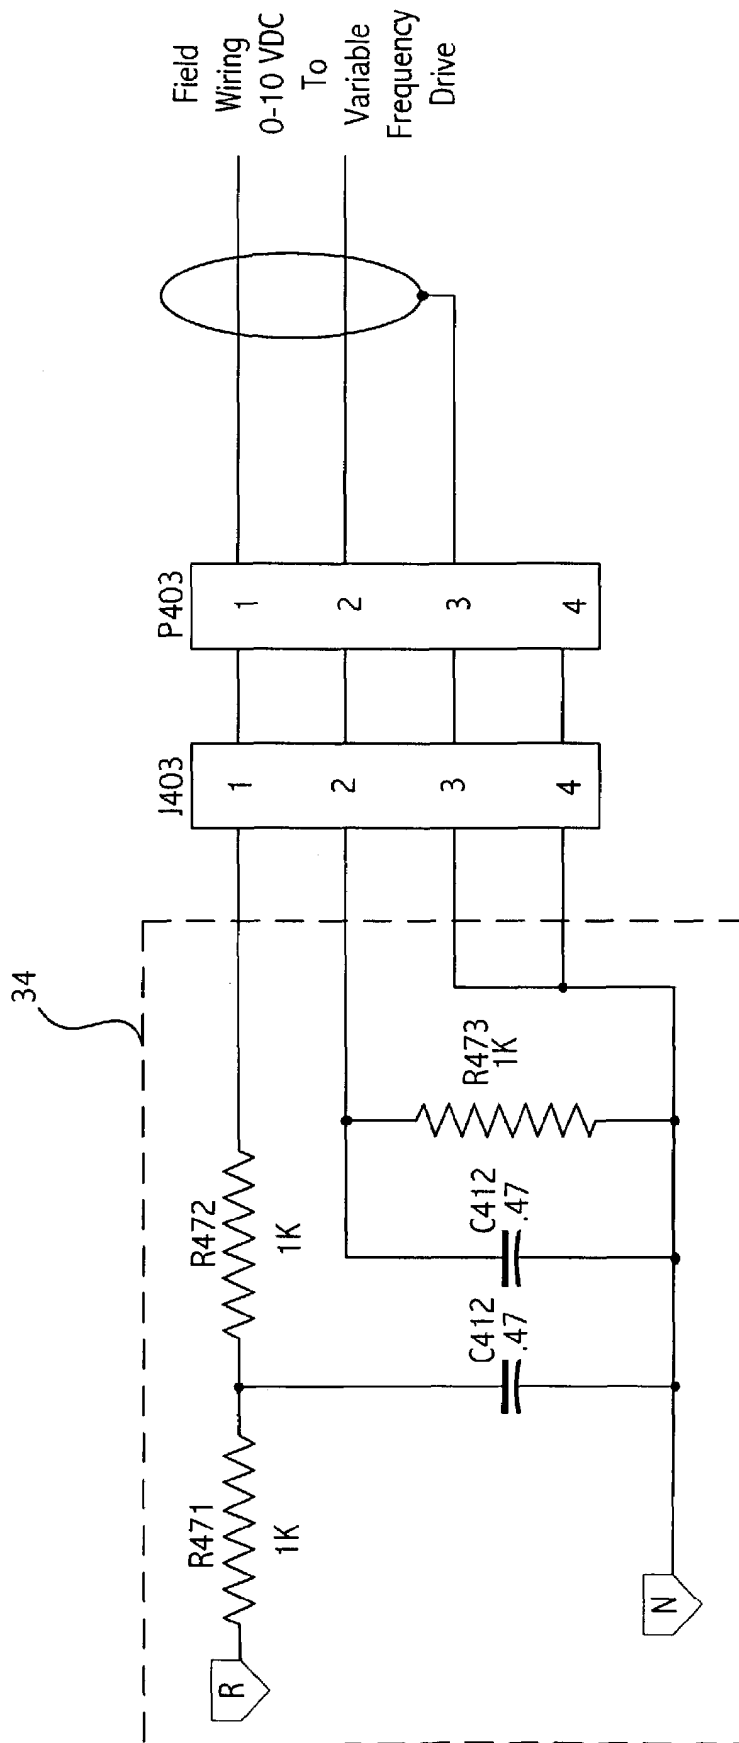 34
R
R471
1K
R472
1K
C412
.47
C412
.47
R473
1K
N
J403
1
2
3
4
P403
1
2
3
4
Field
Wiring
0-10 VDC
To
Variable
Frequency
Drive